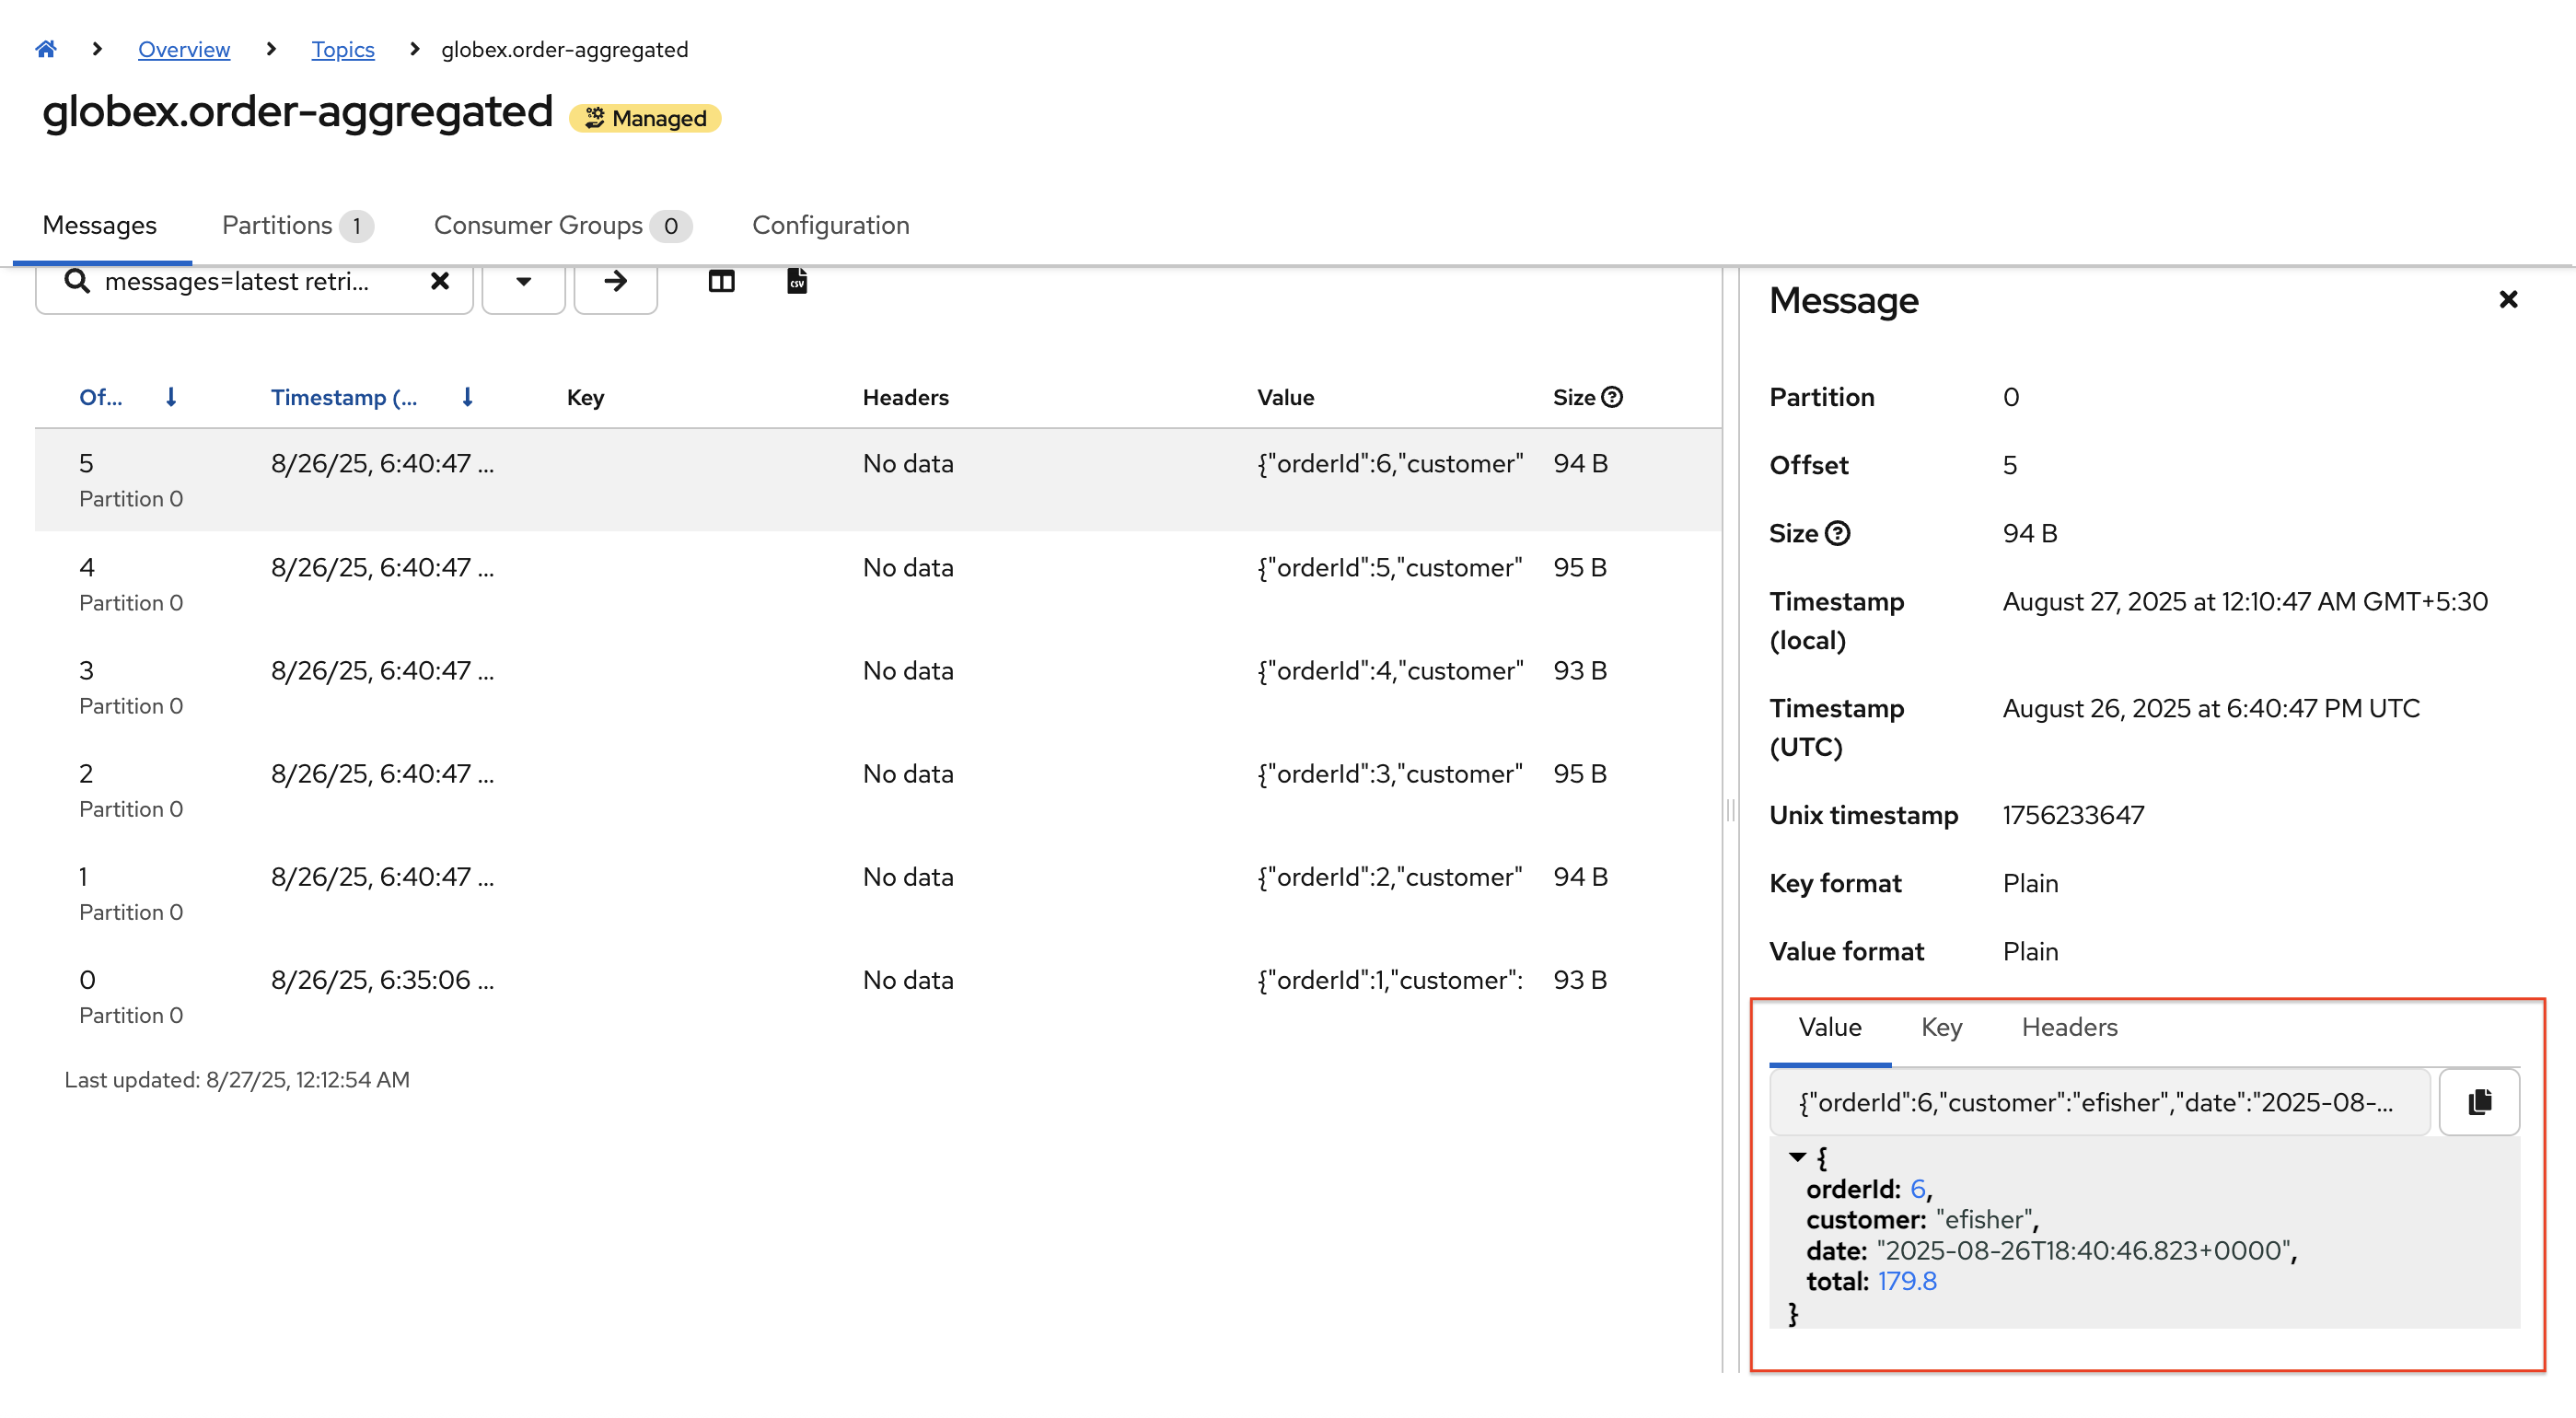 Overview > Topics > globex.order-aggregated
globex.order-aggregated Managed
Messages Partitions 1 Consumer Groups 0 Configuration
messages=latest retri...
CSV
Of... Timestamp (... Key Headers Value Size
5 8/26/25, 6:40:47 ... No data {"orderId":6,"customer" 94 B
Partition 0
4 8/26/25, 6:40:47 ... No data {"orderId":5,"customer" 95 B
Partition 0
3 8/26/25, 6:40:47 ... No data {"orderId":4,"customer" 93 B
Partition 0
2 8/26/25, 6:40:47 ... No data {"orderId":3,"customer" 95 B
Partition 0
1 8/26/25, 6:40:47 ... No data {"orderId":2,"customer" 94 B
Partition 0
0 8/26/25, 6:35:06 ... No data {"orderId":1,"customer": 93 B
Partition 0
Last updated: 8/27/25, 12:12:54 AM
Message
Partition 0
Offset 5
Size 94 B
Timestamp (local) August 27, 2025 at 12:10:47 AM GMT+5:30
Timestamp (UTC) August 26, 2025 at 6:40:47 PM UTC
Unix timestamp 1756233647
Key format Plain
Value format Plain
Value Key Headers
{"orderId":6,"customer":"efisher","date":"2025-08-...
{
orderId: 6,
customer: "efisher",
date: "2025-08-26T18:40:46.823+0000",
total: 179.8
}